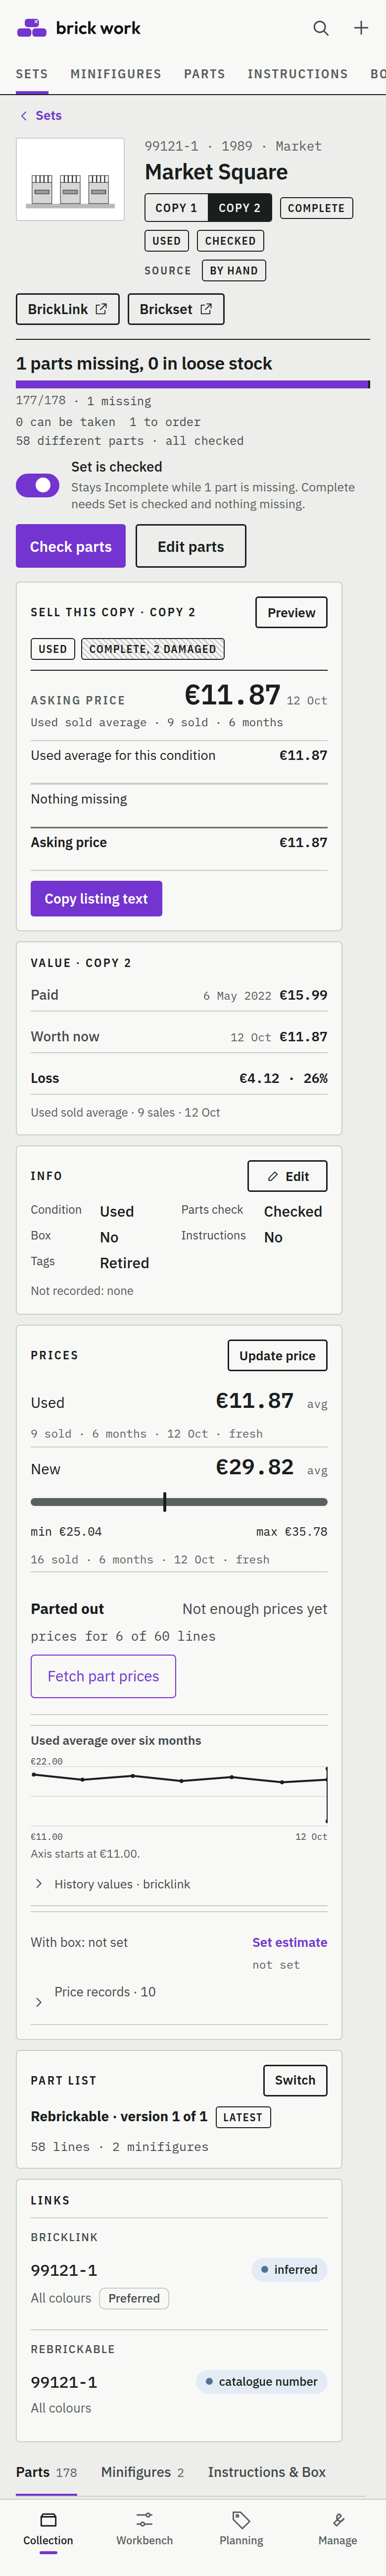 brick work
SETS MINIFIGURES PARTS INSTRUCTIONS BO
Sets
99121-1 · 1989 · Market
Market Square
COPY 1 COPY 2 COMPLETE
USED CHECKED
SOURCE BY HAND
BrickLink Brickset
1 parts missing, 0 in loose stock
177/178 · 1 missing
0 can be taken 1 to order
58 different parts · all checked
Set is checked
Stays Incomplete while 1 part is missing. Complete
needs Set is checked and nothing missing.
Check parts Edit parts
SELL THIS COPY · COPY 2 Preview
USED COMPLETE, 2 DAMAGED
ASKING PRICE €11.87 12 Oct
Used sold average · 9 sold · 6 months
Used average for this condition €11.87
Nothing missing
Asking price €11.87
Copy listing text
VALUE · COPY 2
Paid 6 May 2022 €15.99
Worth now 12 Oct €11.87
Loss €4.12 · 26%
Used sold average · 9 sales · 12 Oct
INFO Edit
Condition Used Parts check Checked
Box No Instructions No
Tags Retired
Not recorded: none
PRICES Update price
Used €11.87 avg
9 sold · 6 months · 12 Oct · fresh
New €29.82 avg
min €25.04 max €35.78
16 sold · 6 months · 12 Oct · fresh
Parted out Not enough prices yet
prices for 6 of 60 lines
Fetch part prices
Used average over six months
€22.00
€11.00 12 Oct
Axis starts at €11.00.
History values · bricklink
With box: not set Set estimate
not set
Price records · 10
PART LIST Switch
Rebrickable · version 1 of 1 LATEST
58 lines · 2 minifigures
LINKS
BRICKLINK
99121-1 inferred
All colours Preferred
REBRICKABLE
99121-1 catalogue number
All colours
Parts 178 Minifigures 2 Instructions & Box
Collection Workbench Planning Manage